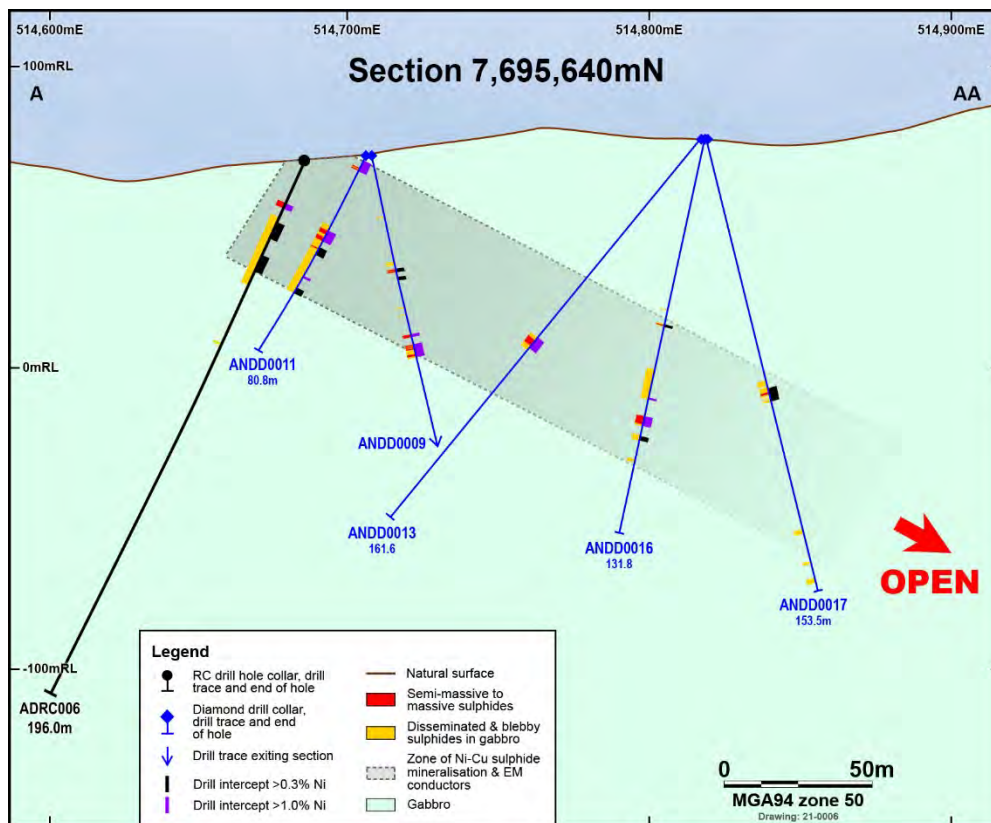 514,600mE
514,700mE
514,800mE
514,900mE
100mRL
Section 7,695,640mN
A
AA
0mRL
ANDD0011
80.8m
ANDD0009
ANDD0013
161.6
ANDD0016
131.8
OPEN
ANDD0017
153.5m
-100mRL
ADRC006
196.0m
Legend
RC drill hole collar, drill
trace and end of hole
Diamond drill collar,
drill trace and end
of hole
Drill trace exiting section
Drill intercept >0.3% Ni
Drill intercept >1.0% Ni
Natural surface
Semi-massive to
massive sulphides
Disseminated & blebby
sulphides in gabbro
Zone of Ni-Cu sulphide
mineralisation & EM
conductors
Gabbro
0
50m
MGA94 zone 50
Drawing: 21-0006